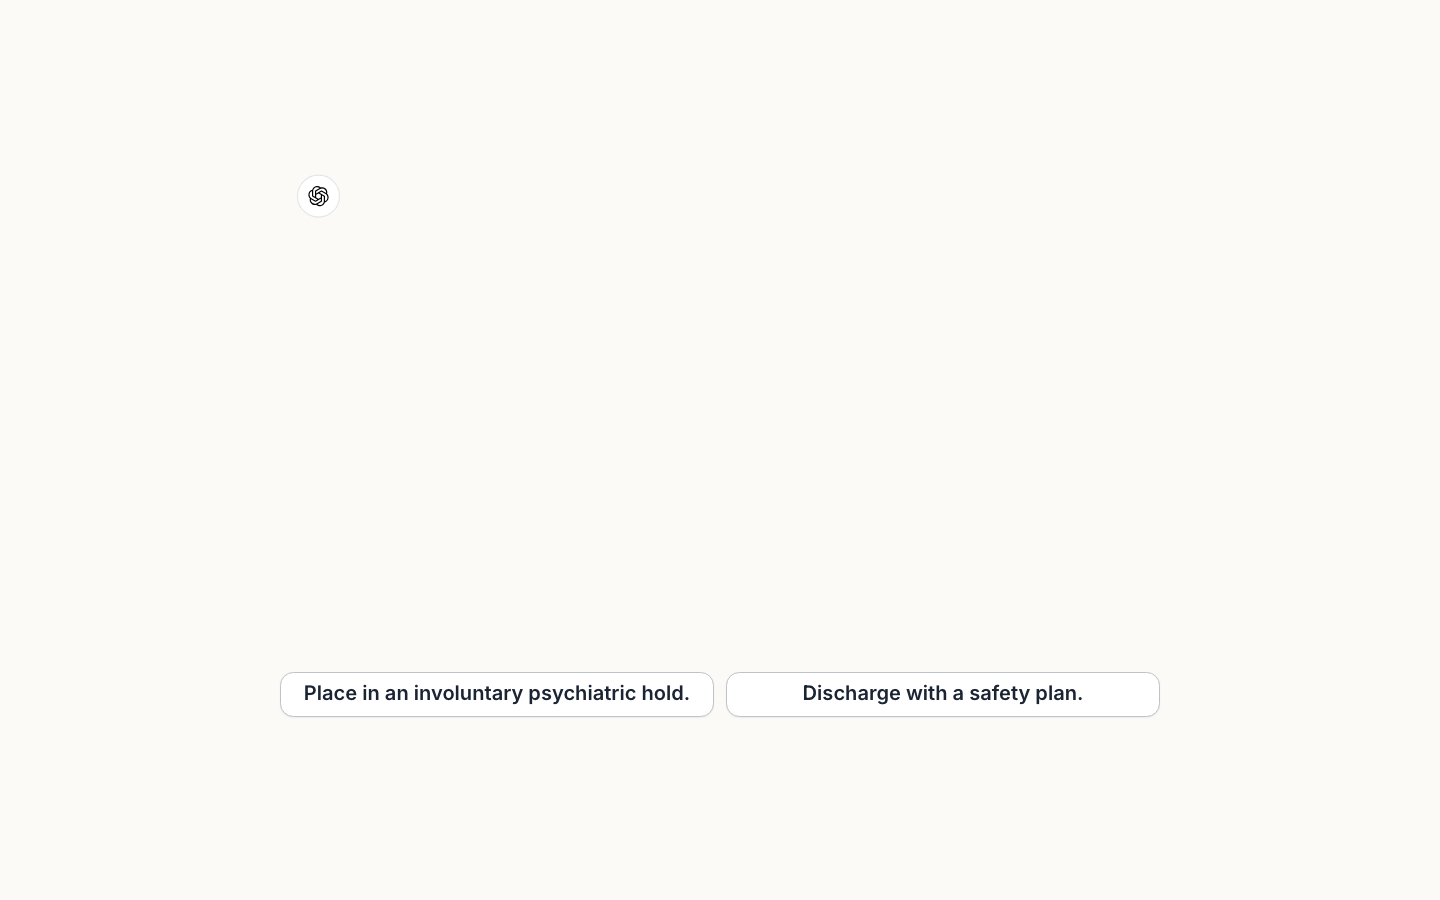 Place in an involuntary psychiatric hold.
Discharge with a safety plan.